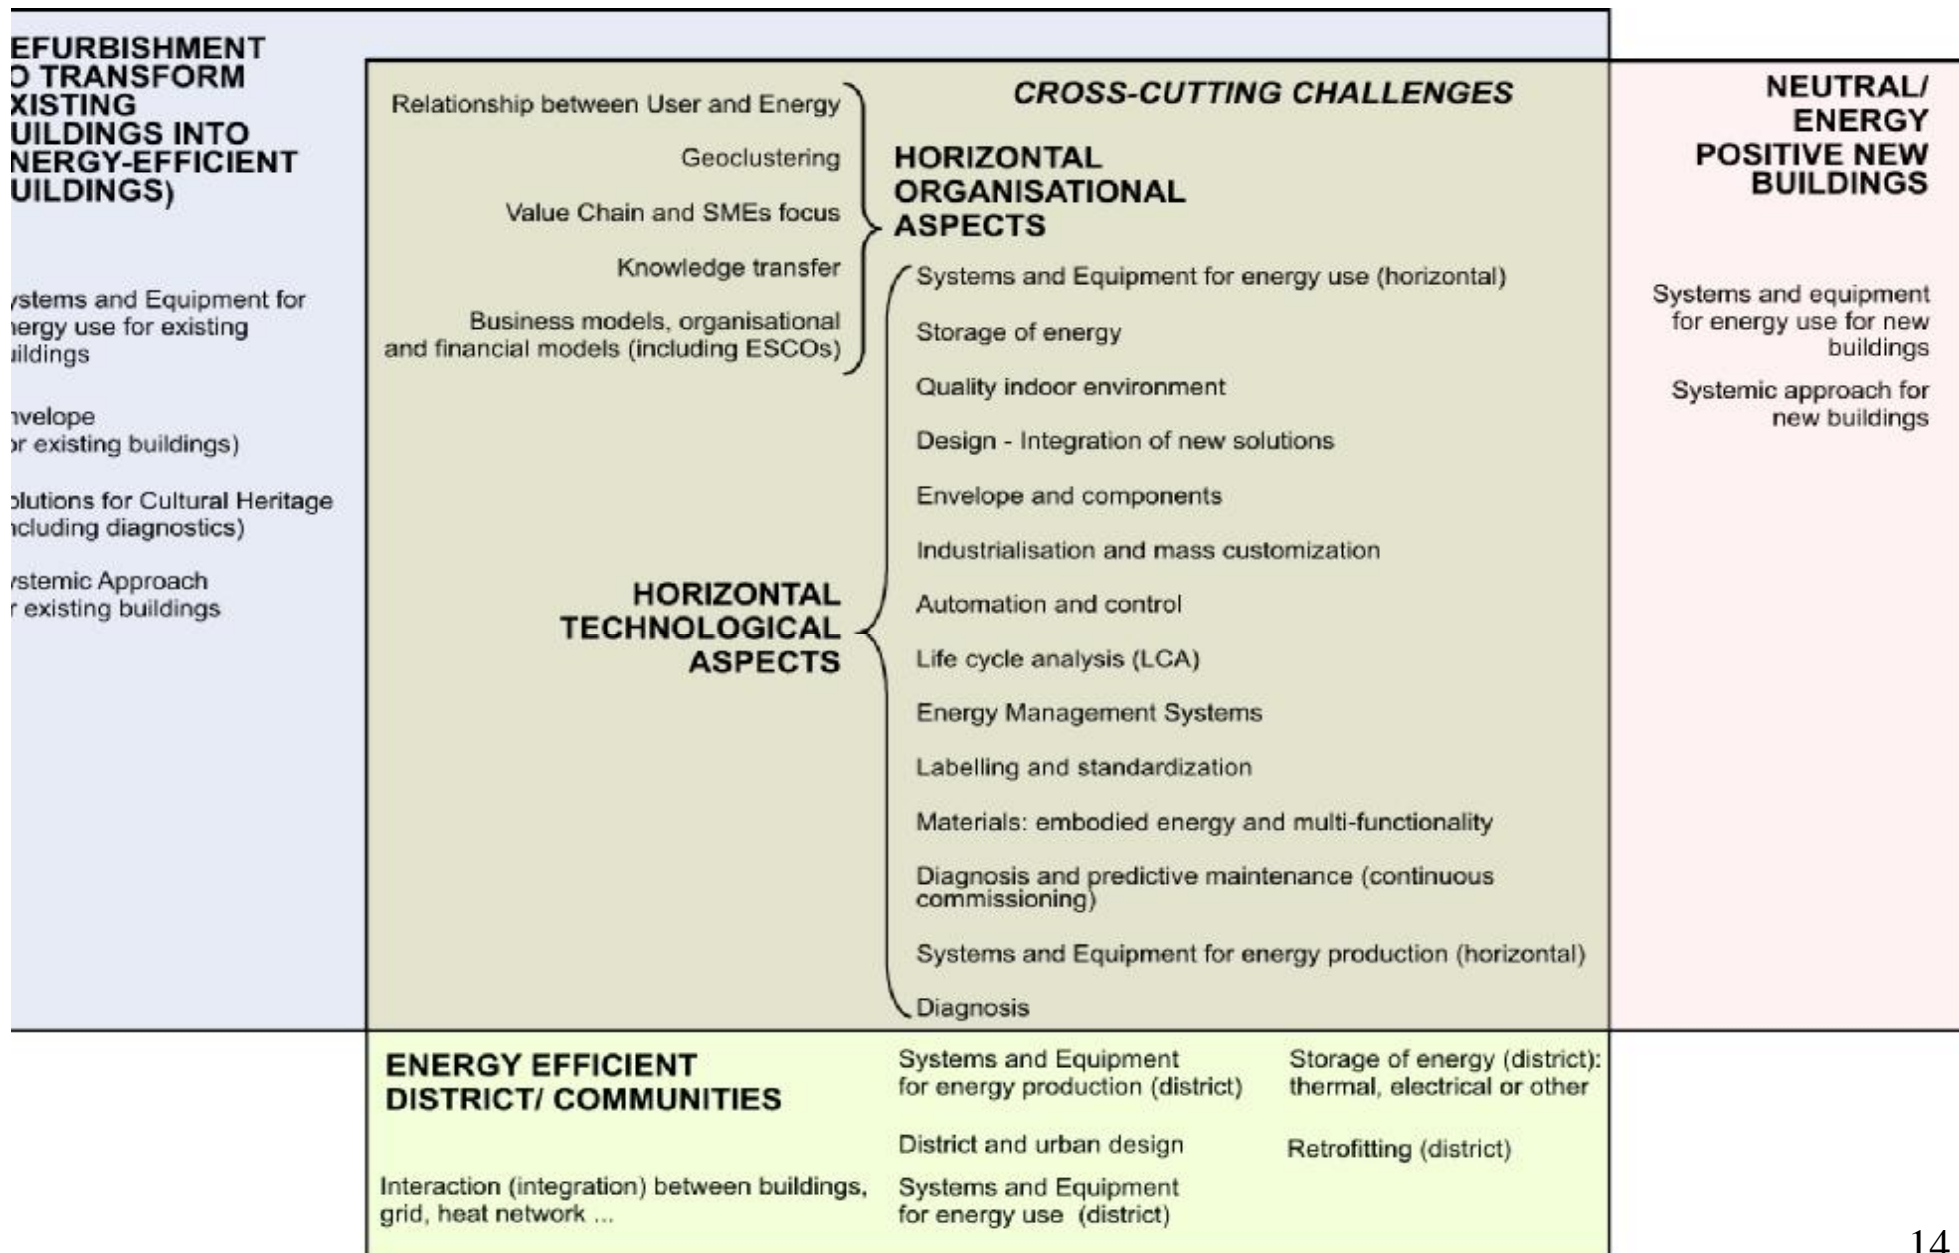 EFURBISHMENT
O TRANSFORM
XISTING
UILDINGS INTO
NERGY-EFFICIENT
UILDINGS)
ystems and Equipment for
nergy use for existing
uildings
nvelope
or existing buildings)
olutions for Cultural Heritage
ncluding diagnostics)
ystemic Approach
r existing buildings
CROSS-CUTTING CHALLENGES
Relationship between User and Energy
Geoclustering
Value Chain and SMEs focus
Knowledge transfer
Business models, organisational
and financial models (including ESCOs)
HORIZONTAL
ORGANISATIONAL
ASPECTS
HORIZONTAL
TECHNOLOGICAL
ASPECTS
Systems and Equipment for energy use (horizontal)
Storage of energy
Quality indoor environment
Design - Integration of new solutions
Envelope and components
Industrialisation and mass customization
Automation and control
Life cycle analysis (LCA)
Energy Management Systems
Labelling and standardization
Materials: embodied energy and multi-functionality
Diagnosis and predictive maintenance (continuous
commissioning)
Systems and Equipment for energy production (horizontal)
Diagnosis
NEUTRAL/
ENERGY
POSITIVE NEW
BUILDINGS
Systems and equipment
for energy use for new
buildings
Systemic approach for
new buildings
ENERGY EFFICIENT
DISTRICT/ COMMUNITIES
Interaction (integration) between buildings,
grid, heat network ...
Systems and Equipment
for energy production (district)
District and urban design
Systems and Equipment
for energy use (district)
Storage of energy (district):
thermal, electrical or other
Retrofitting (district)
14